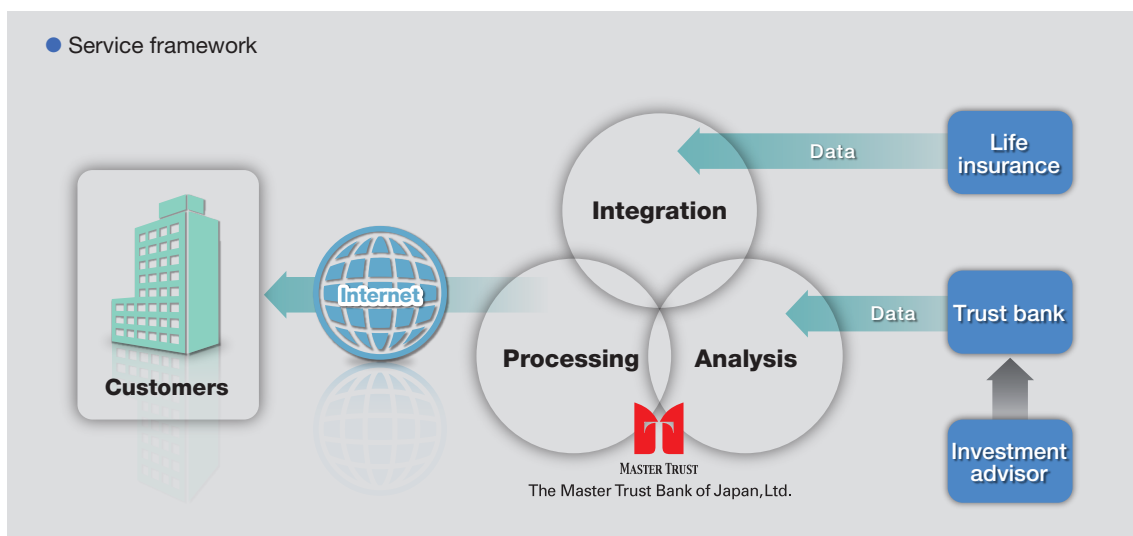 Service framework
Data
Life
insurance
Integration
Internet
Data
Trust bank
Processing
Analysis
Customers
Investment
advisor
MASTER TRUST
The Master Trust Bank of Japan,Ltd.